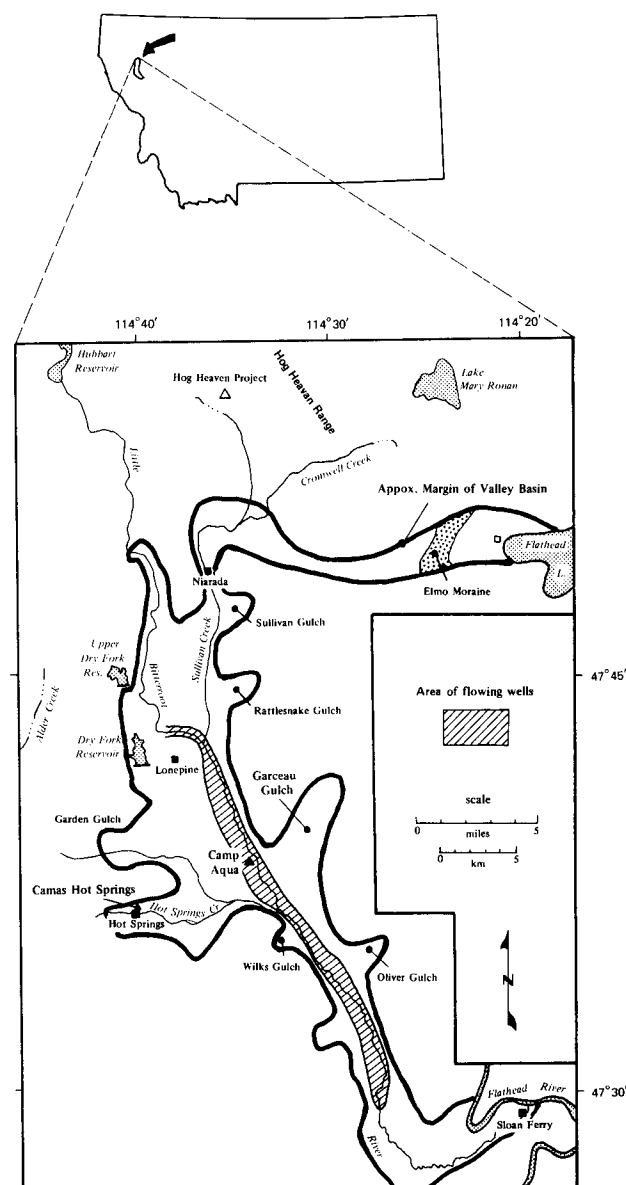 114°40'
114°30'
114°20'
Hubbart
Reservoir
Hog Heaven Project
Hog Heavan Range
Lake
Mary Ronan
Little
Cromwell Creek
Appox. Margin of Valley Basin
Flathead
L.
Niarada
Elmo Moraine
Sullivan Gulch
Upper
Dry Fork
Res.
Bitterroot
Sullivan Creek
47°45'
Alder Creek
Rattlesnake Gulch
Area of flowing wells
Dry Fork
Reservoir
Lonepine
Garceau
Gulch
scale
0 5
miles
0 5
km
Garden Gulch
Camp
Aqua
Camas Hot Springs
Hot Springs Cr.
Hot Springs
Wilks Gulch
Oliver Gulch
N
47°30'
Flathead River
Sloan Ferry
River